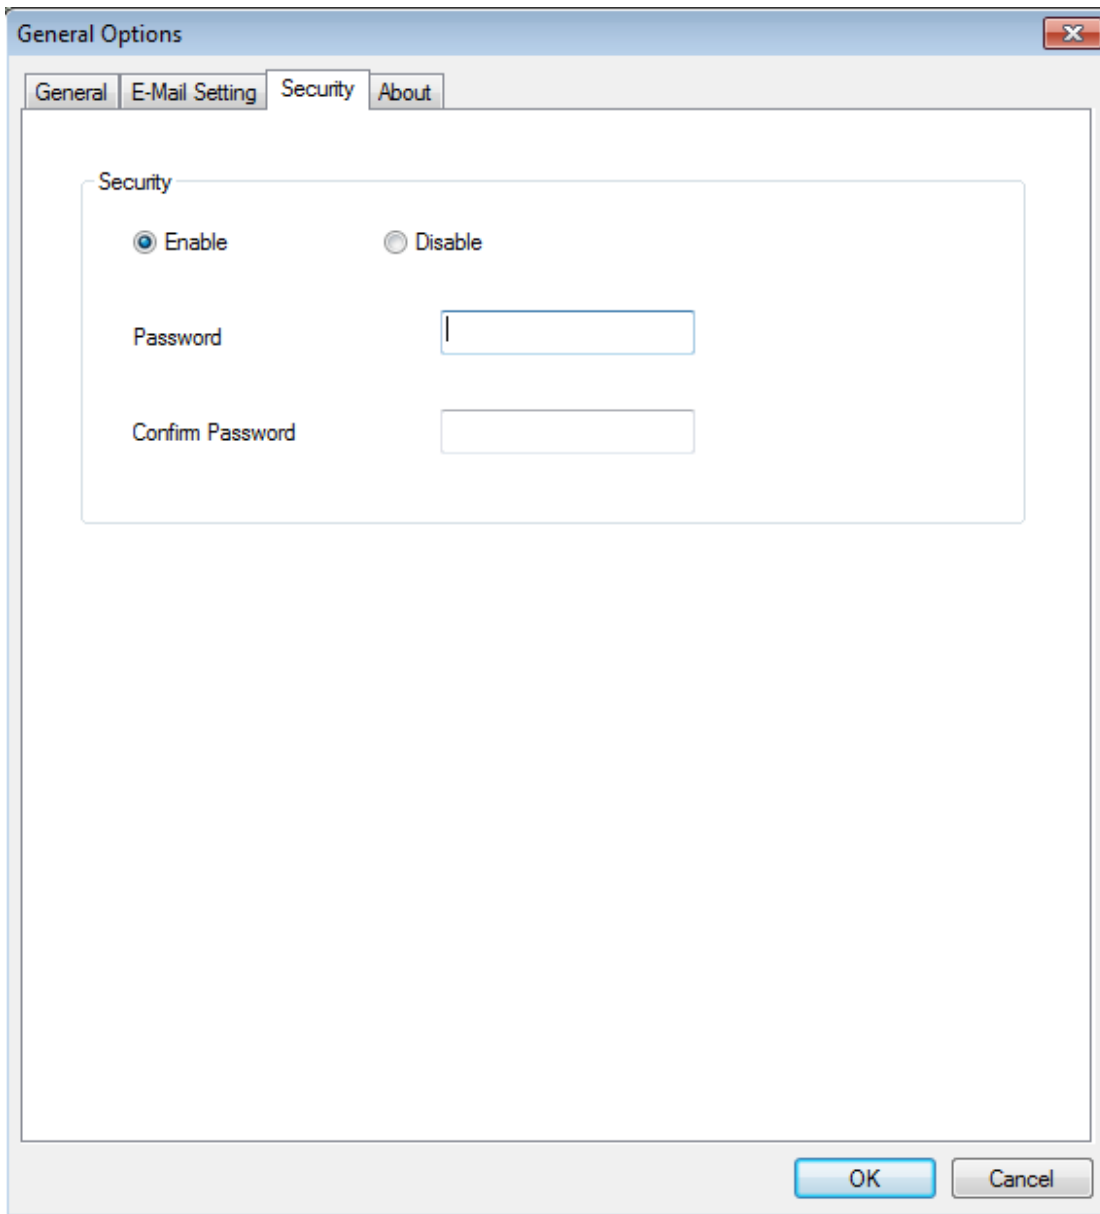 General Options
General E-Mail Setting Security About
Security
Enable Disable
Password
Confirm Password
OK Cancel